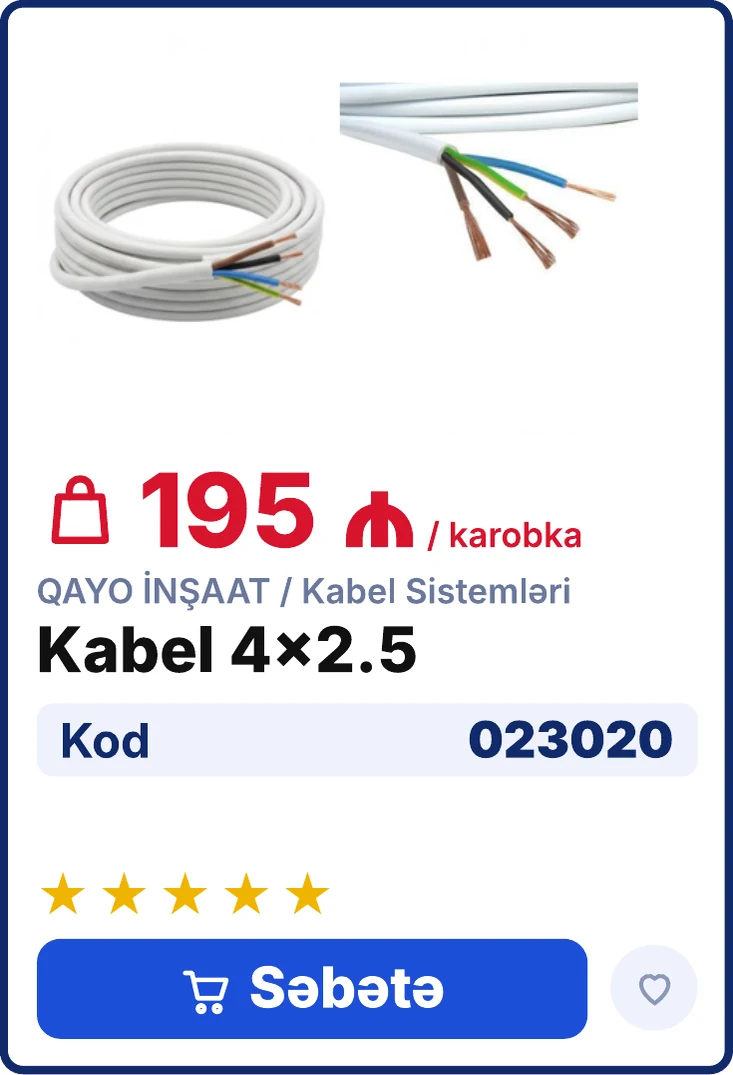 195 ₼ / karobka
QAYO İNŞAAT / Kabel Sistemləri
Kabel 4×2.5
Kod 023020
Səbətə